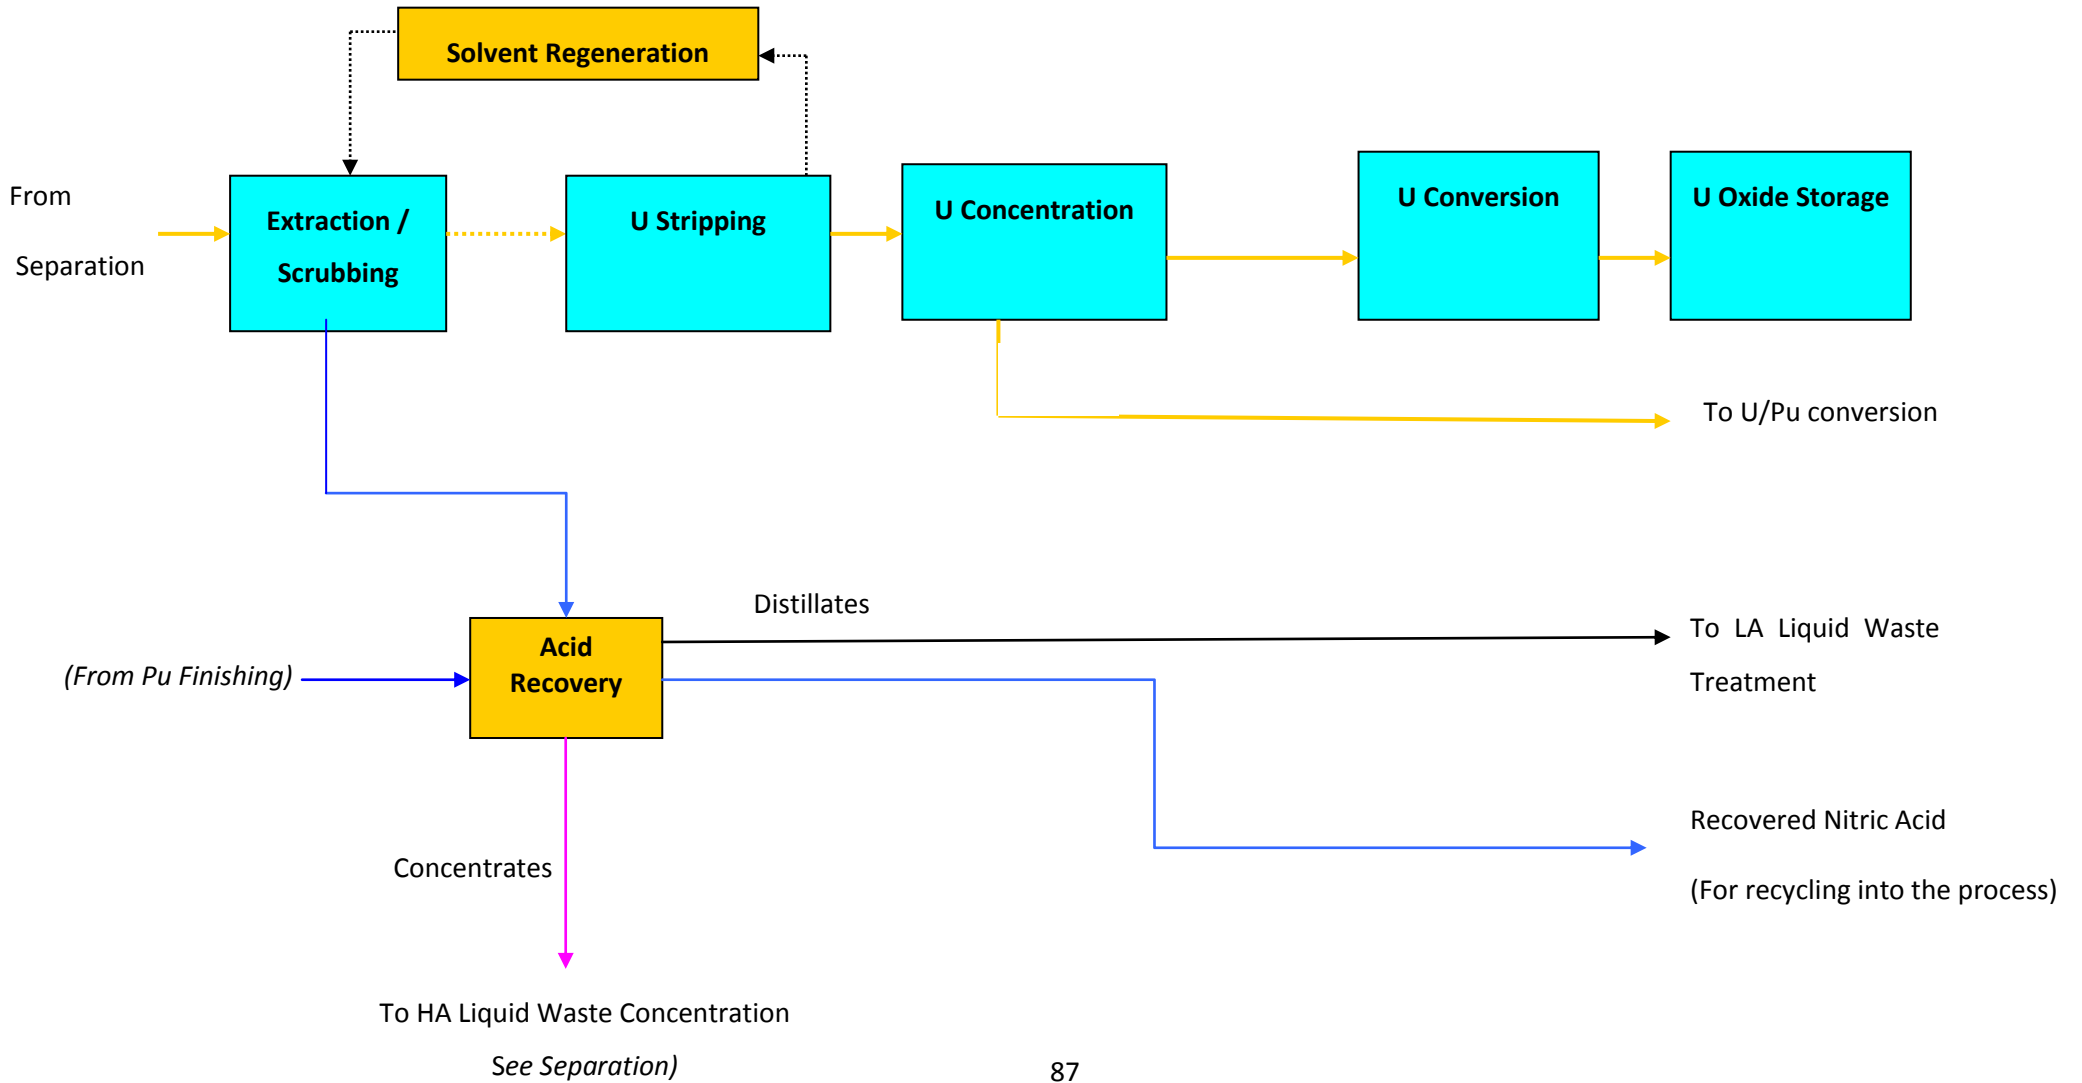 Solvent Regeneration
From
Separation
Extraction /
Scrubbing
U Stripping
U Concentration
U Conversion
U Oxide Storage
To U/Pu conversion
Distillates
To LA Liquid Waste
Treatment
(From Pu Finishing)
Acid
Recovery
Recovered Nitric Acid
(For recycling into the process)
Concentrates
To HA Liquid Waste Concentration
See Separation)
87